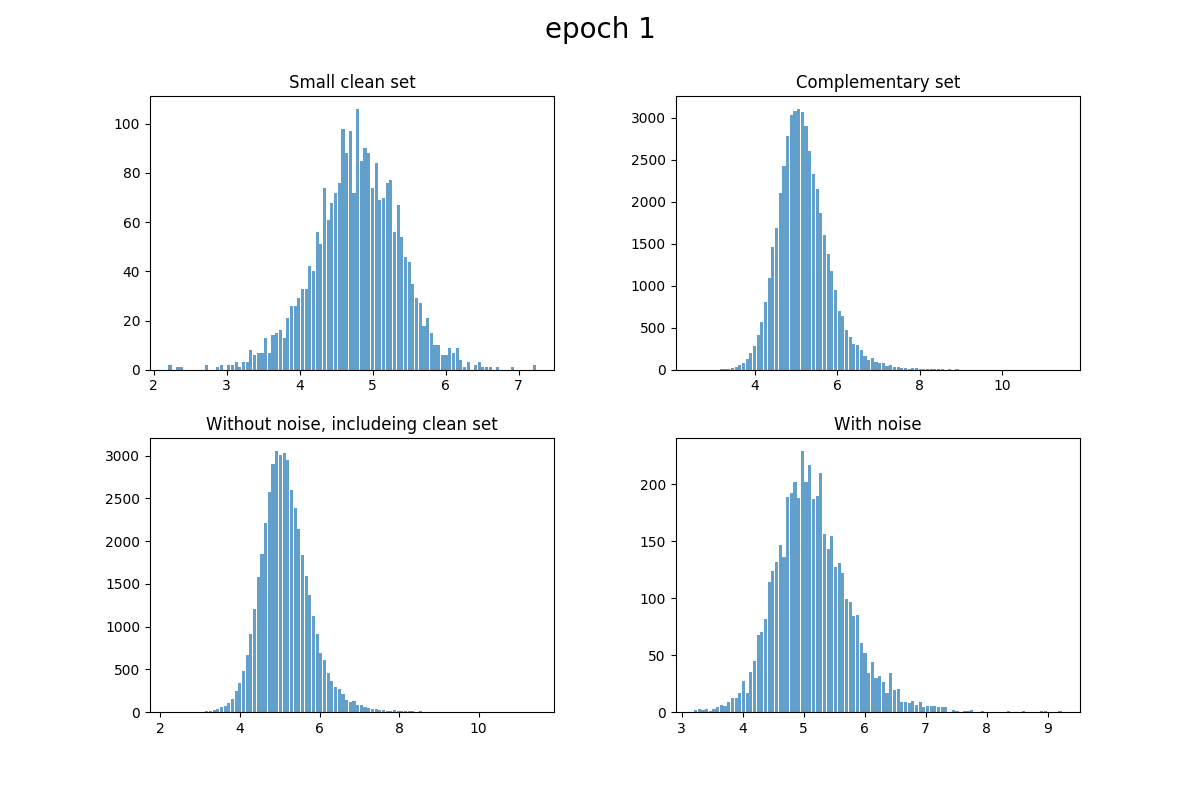 epoch 1
Small clean set
100
80
60
40
20
0
2 3 4 5 6 7
Complementary set
3000
2500
2000
1500
1000
500
0
4 6 8 10
Without noise, includeing clean set
3000
2500
2000
1500
1000
500
0
2 4 6 8 10
With noise
200
150
100
50
0
3 4 5 6 7 8 9